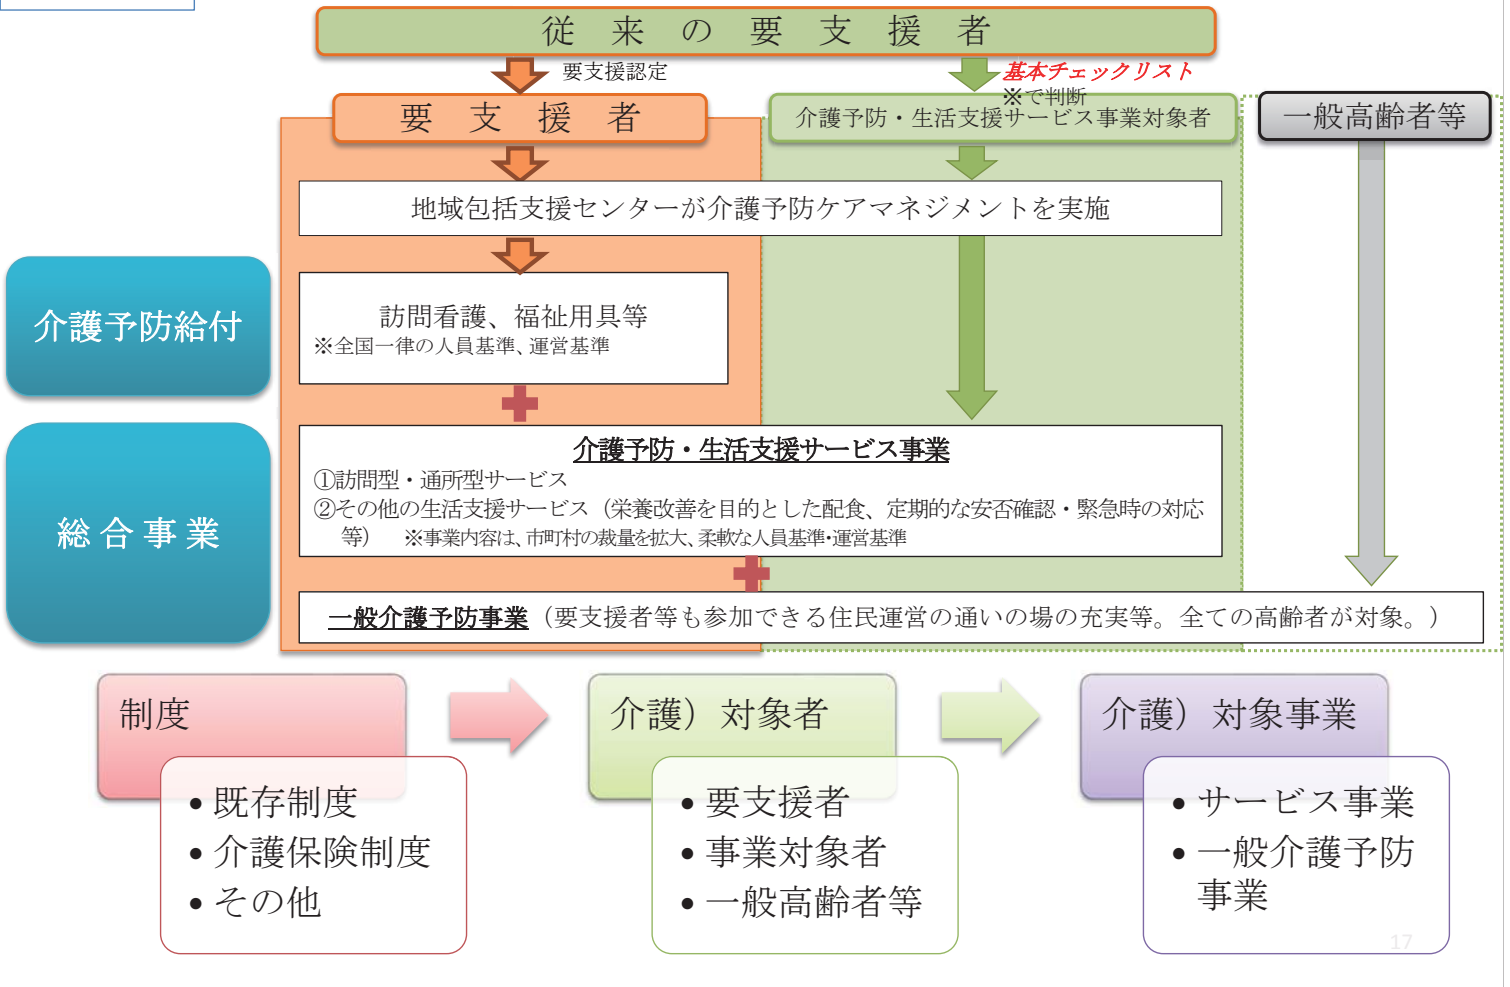 従来の要支援者
要支援認定
基本チェックリスト
※で判断
要支援者
介護予防・生活支援サービス事業対象者
一般高齢者等
地域包括支援センターが介護予防ケアマネジメントを実施
介護予防給付
訪問看護、福祉用具等
※全国一律の人員基準、運営基準
総合事業
介護予防・生活支援サービス事業
①訪問型・通所型サービス
②その他の生活支援サービス（栄養改善を目的とした配食、定期的な安否確認・緊急時の対応
等） ※事業内容は、市町村の裁量を拡大、柔軟な人員基準・運営基準
一般介護予防事業（要支援者等も参加できる住民運営の通いの場の充実等。全ての高齢者が対象。）
制度
• 既存制度
• 介護保険制度
• その他
介護）対象者
• 要支援者
• 事業対象者
• 一般高齢者等
介護）対象事業
• サービス事業
• 一般介護予防
事業
17